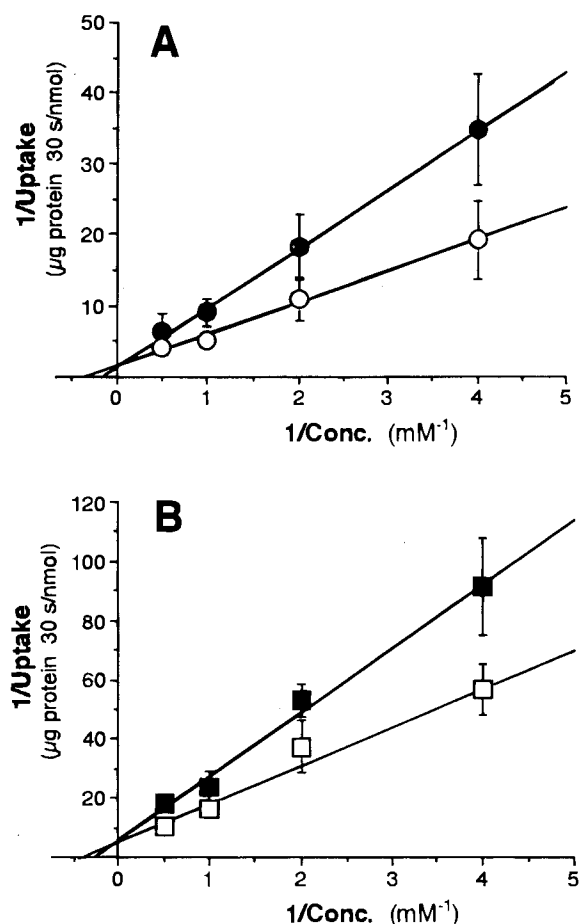 A
1/Uptake
(µg protein 30 s/nmol)
50
40
30
20
10
0
1
2
3
4
5
1/Conc. (mM⁻¹)
B
1/Uptake
(µg protein 30 s/nmol)
120
100
80
60
40
20
0
1
2
3
4
5
1/Conc. (mM⁻¹)